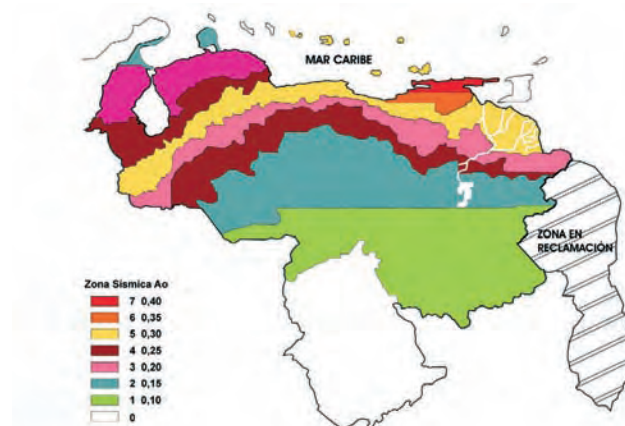 MAR CARIBE
ZONA EN
RECLAMACIÓN
Zona Sísmica Ao
7 0,40
6 0,35
5 0,30
4 0,25
3 0,20
2 0,15
1 0,10
0